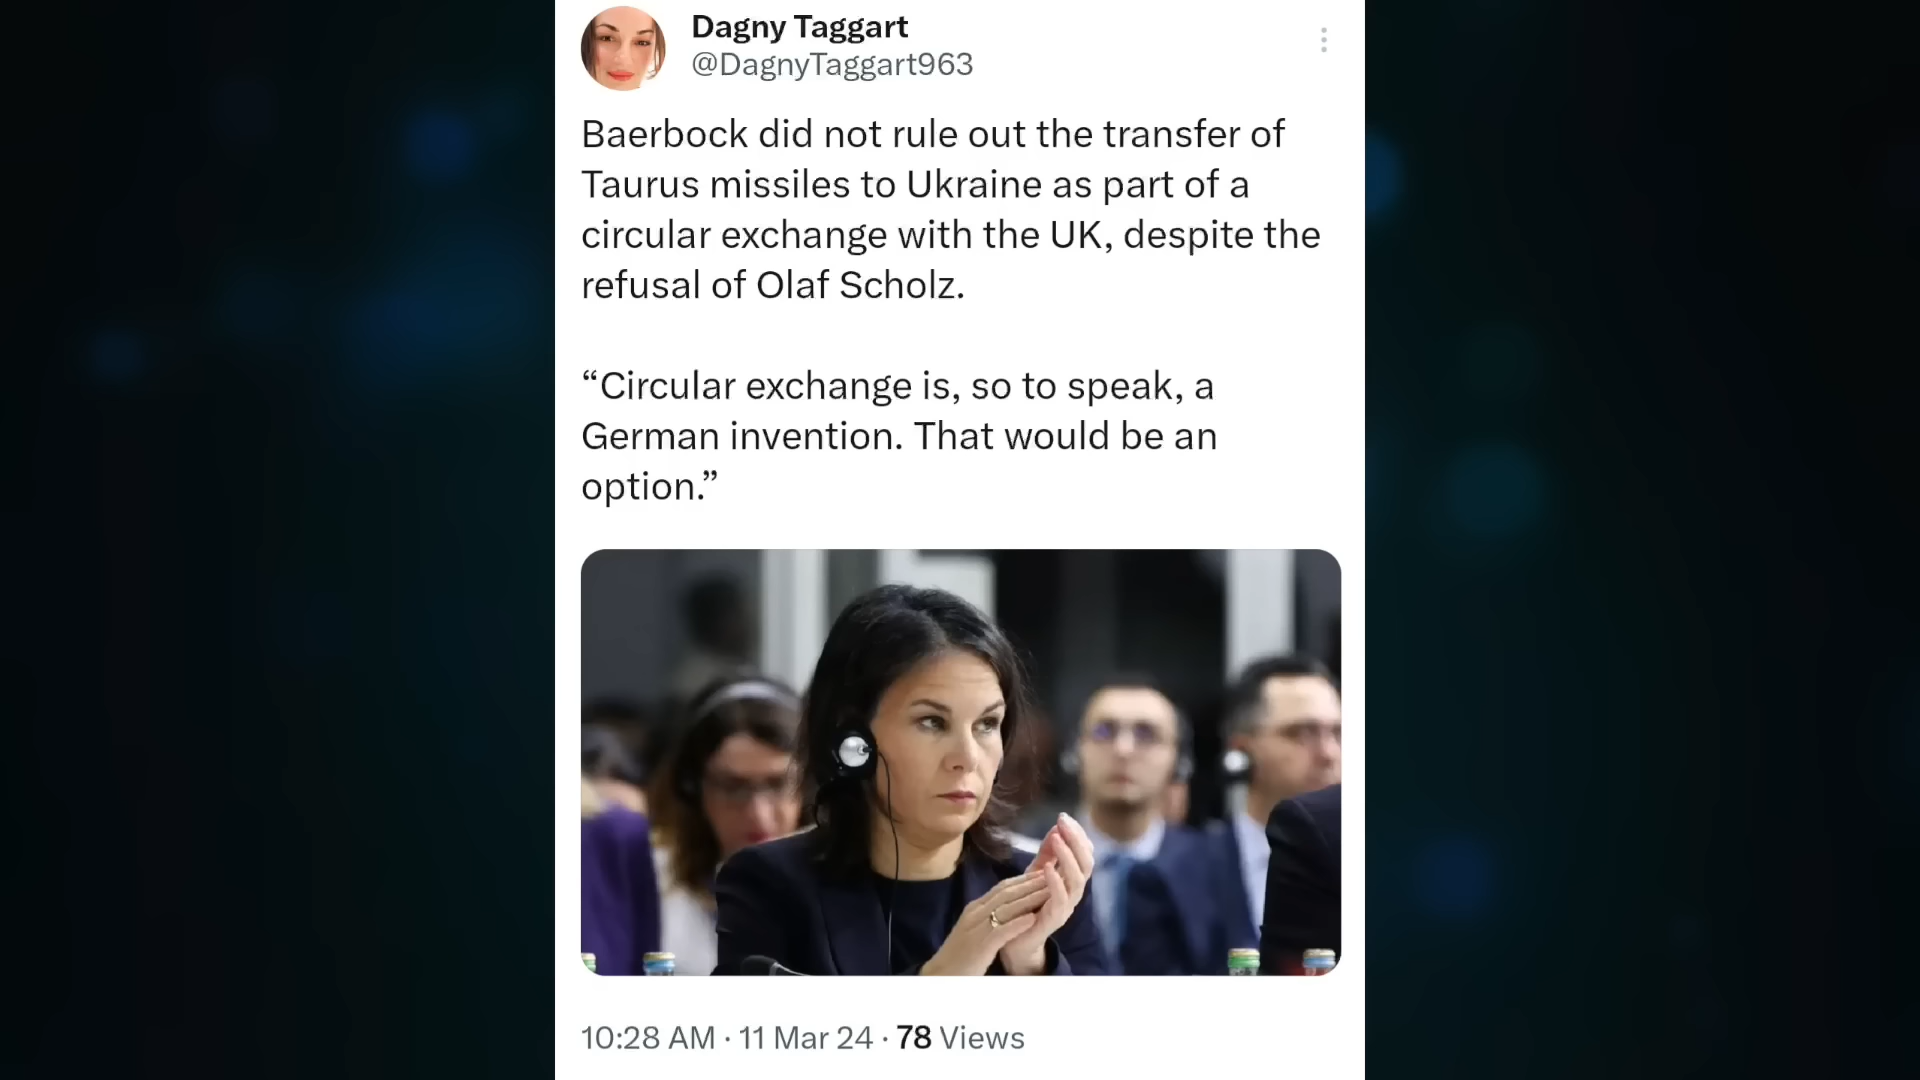 Dagny Taggart
@DagnyTaggart963
Baerbock did not rule out the transfer of
Taurus missiles to Ukraine as part of a
circular exchange with the UK, despite the
refusal of Olaf Scholz.
“Circular exchange is, so to speak, a
German invention. That would be an
option.”
10:28 AM · 11 Mar 24 · 78 Views